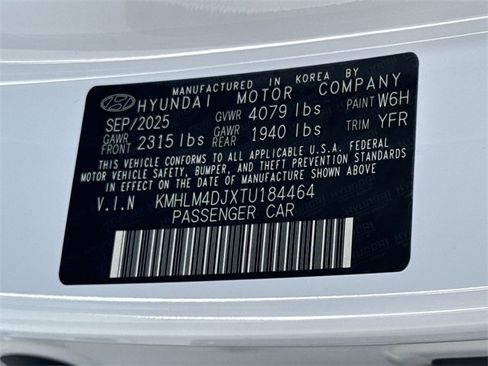 MANUFACTURED IN KOREA BY
HYUNDAI MOTOR COMPANY
SEP/2025 GVWR 4079 lbs PAINT W6H
GAWR FRONT 2315 lbs GAWR REAR 1940 lbs TRIM YFR
THIS VEHICLE CONFORMS TO ALL APPLICABLE U.S.A. FEDERAL
MOTOR VEHICLE SAFETY, BUMPER, AND THEFT PREVENTION STANDARDS
IN EFFECT ON THE DATE OF MANUFACTURE SHOWN ABOVE.
V.I.N KMHLM4DJXTU184464
PASSENGER CAR